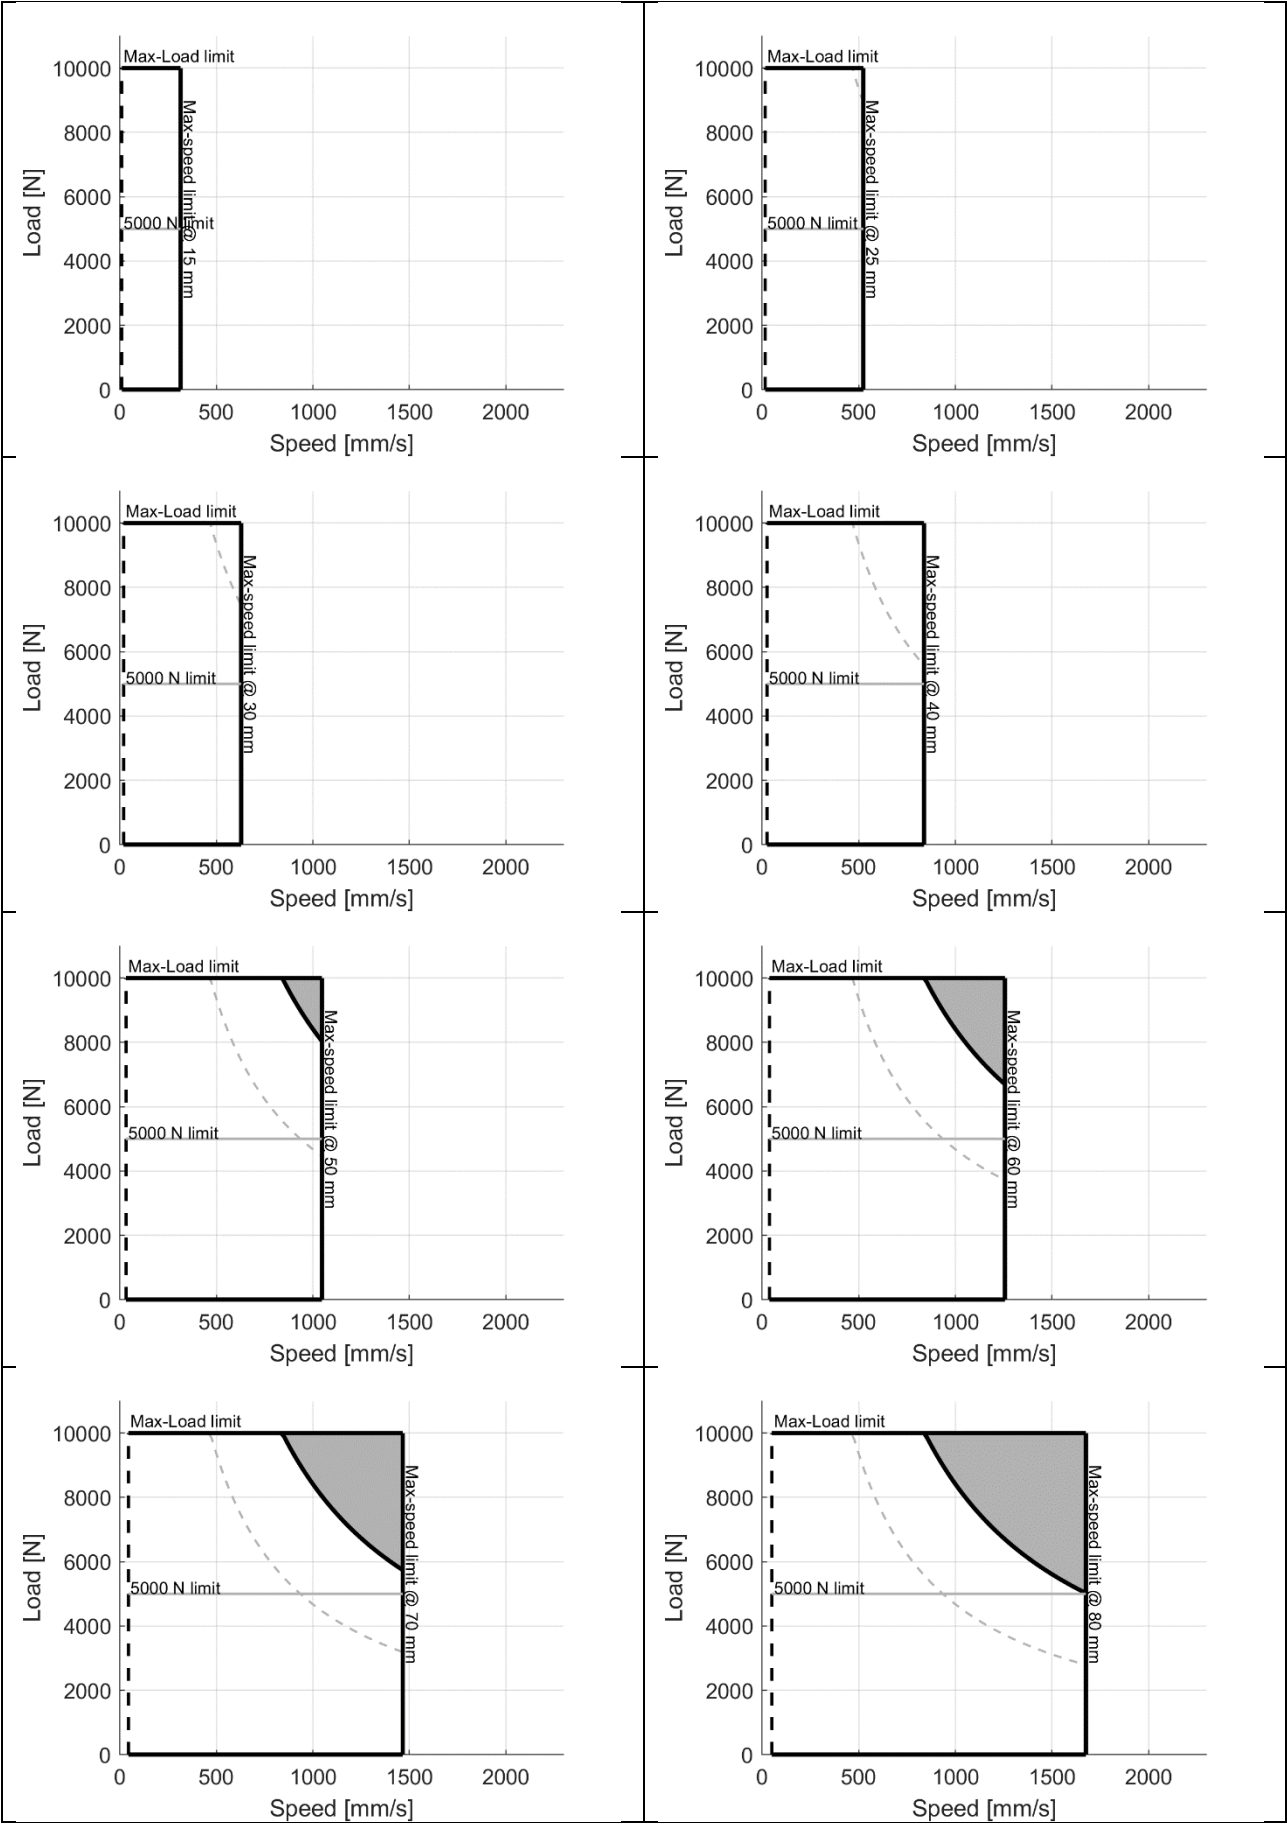 Max-Load limit
10000
8000
6000
4000
2000
0
Load [N]
5000 N limit
Max-speed limit @ 15 mm
0 500 1000 1500 2000
Speed [mm/s]
Max-Load limit
10000
8000
6000
4000
2000
0
Load [N]
5000 N limit
Max-speed limit @ 25 mm
0 500 1000 1500 2000
Speed [mm/s]
Max-Load limit
10000
8000
6000
4000
2000
0
Load [N]
5000 N limit
Max-speed limit @ 30 mm
0 500 1000 1500 2000
Speed [mm/s]
Max-Load limit
10000
8000
6000
4000
2000
0
Load [N]
5000 N limit
Max-speed limit @ 40 mm
0 500 1000 1500 2000
Speed [mm/s]
Max-Load limit
10000
8000
6000
4000
2000
0
Load [N]
5000 N limit
Max-speed limit @ 50 mm
0 500 1000 1500 2000
Speed [mm/s]
Max-Load limit
10000
8000
6000
4000
2000
0
Load [N]
5000 N limit
Max-speed limit @ 60 mm
0 500 1000 1500 2000
Speed [mm/s]
Max-Load limit
10000
8000
6000
4000
2000
0
Load [N]
5000 N limit
Max-speed limit @ 70 mm
0 500 1000 1500 2000
Speed [mm/s]
Max-Load limit
10000
8000
6000
4000
2000
0
Load [N]
5000 N limit
Max-speed limit @ 80 mm
0 500 1000 1500 2000
Speed [mm/s]